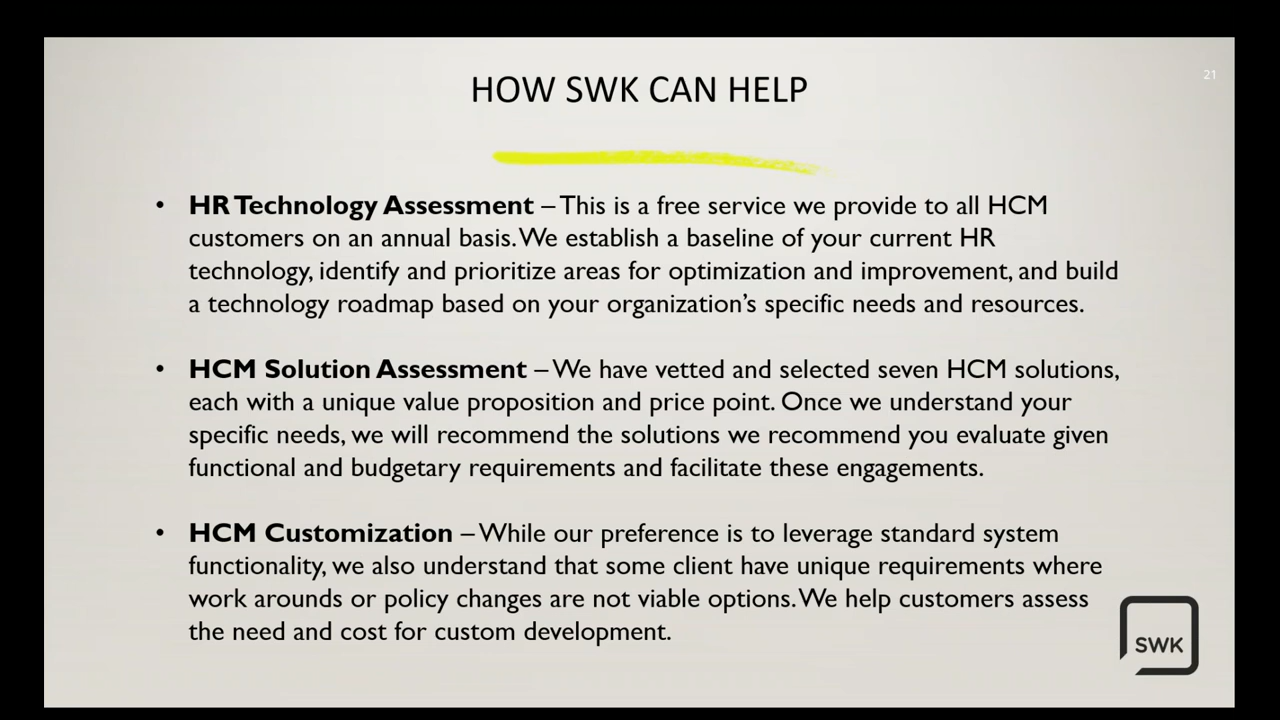 21
HOW SWK CAN HELP
• HR Technology Assessment – This is a free service we provide to all HCM
customers on an annual basis. We establish a baseline of your current HR
technology, identify and prioritize areas for optimization and improvement, and build
a technology roadmap based on your organization’s specific needs and resources.
• HCM Solution Assessment – We have vetted and selected seven HCM solutions,
each with a unique value proposition and price point. Once we understand your
specific needs, we will recommend the solutions we recommend you evaluate given
functional and budgetary requirements and facilitate these engagements.
• HCM Customization – While our preference is to leverage standard system
functionality, we also understand that some client have unique requirements where
work arounds or policy changes are not viable options. We help customers assess
the need and cost for custom development.
SWK